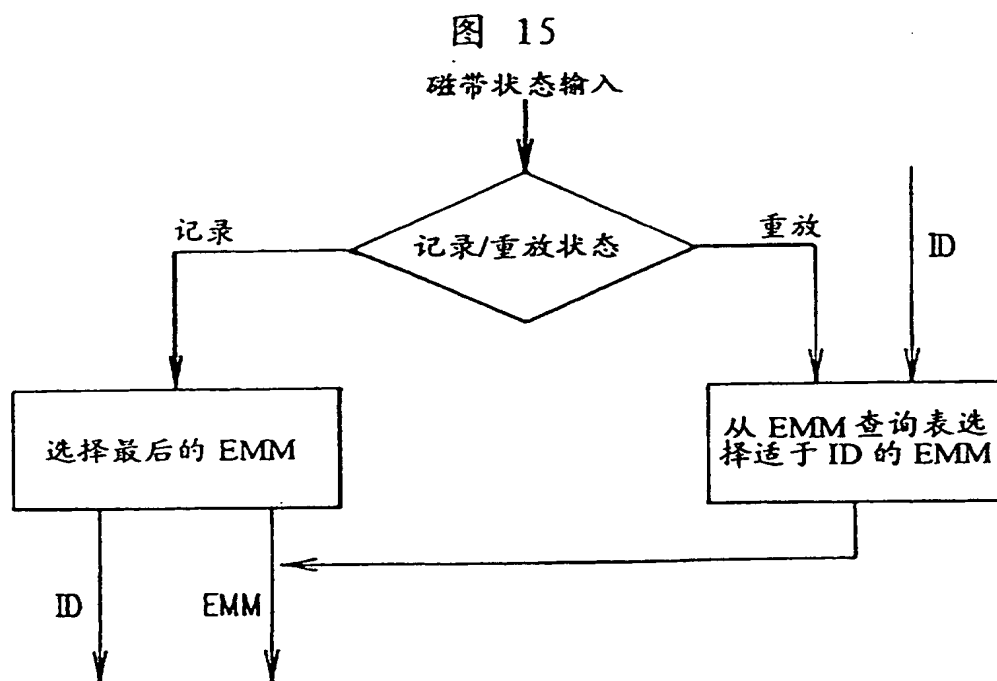 图 15
磁带状态输入
记录
记录/重放状态
重放
ID
选择最后的 EMM
从 EMM 查询表选
择适于 ID 的 EMM
ID
EMM